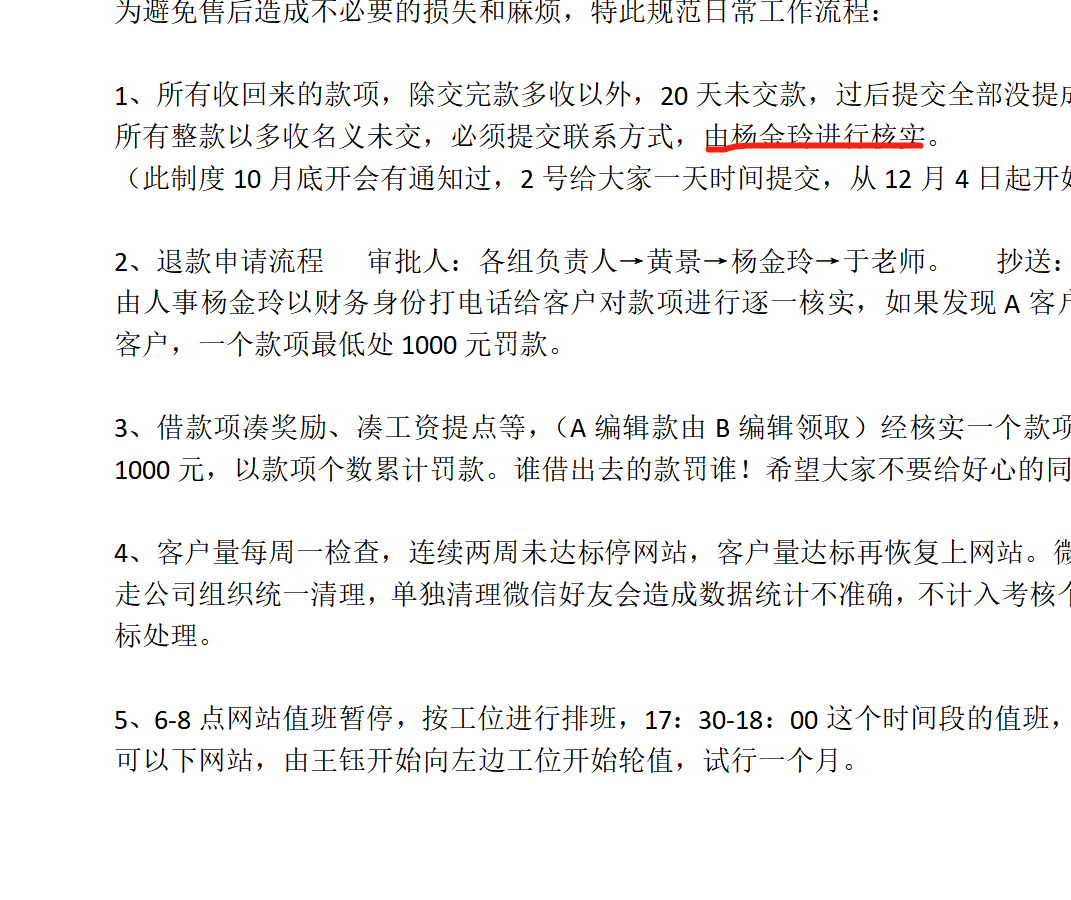 为避免售后造成不必要的损失和麻烦，特此规范日常工作流程：
1、所有收回来的款项，除交完款多收以外，20 天未交款，过后提交全部没提成
所有整款以多收名义未交，必须提交联系方式，由杨金玲进行核实。
（此制度 10 月底开会有通知过，2 号给大家一天时间提交，从 12 月 4 日起开始
2、退款申请流程 审批人：各组负责人→黄景→杨金玲→于老师。 抄送：
由人事杨金玲以财务身份打电话给客户对款项进行逐一核实，如果发现 A 客户
客户，一个款项最低处 1000 元罚款。
3、借款项凑奖励、凑工资提点等，（A 编辑款由 B 编辑领取）经核实一个款项
1000 元，以款项个数累计罚款。谁借出去的款罚谁！希望大家不要给好心的同
4、客户量每周一检查，连续两周未达标停网站，客户量达标再恢复上网站。微
走公司组织统一清理，单独清理微信好友会造成数据统计不准确，不计入考核个
标处理。
5、6-8 点网站值班暂停，按工位进行排班，17：30-18：00 这个时间段的值班，
可以下网站，由王钰开始向左边工位开始轮值，试行一个月。